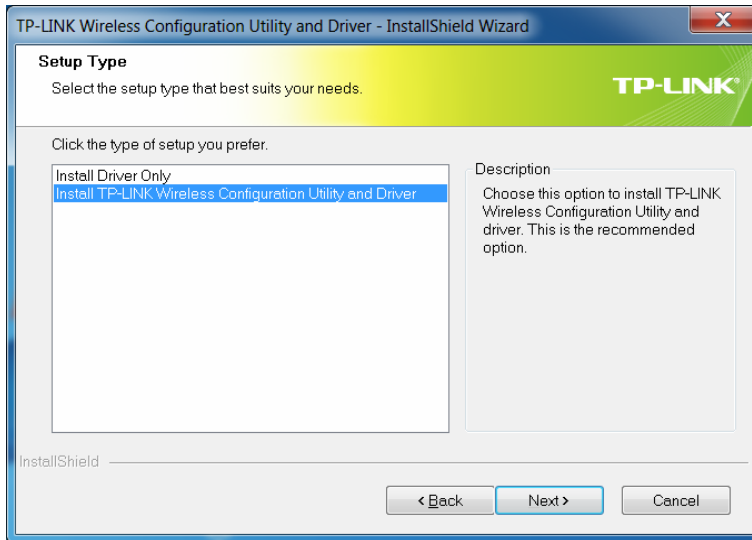 TP-LINK Wireless Configuration Utility and Driver - InstallShield Wizard
Setup Type
Select the setup type that best suits your needs.
TP-LINK®
Click the type of setup you prefer.
Install Driver Only
Install TP-LINK Wireless Configuration Utility and Driver
Description
Choose this option to install TP-LINK
Wireless Configuration Utility and
driver. This is the recommended
option.
InstallShield
< Back
Next >
Cancel